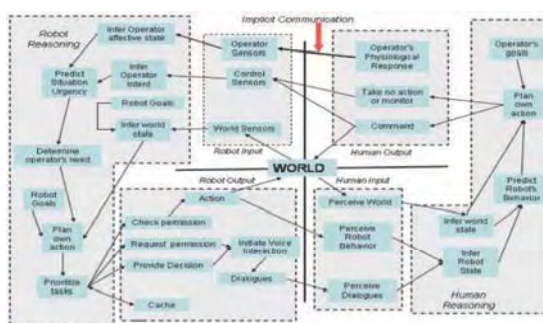 Implicit Communication
Robot
Reasoning
Infer Operator
affective state
Operator
Sensors
Operator's
Physiological
Response
Operator's
goals
Predict
Situation
Urgency
Infer
Operator
Intend
Control
Sensors
Take no action
or monitor
Plan
own
action
Robot Goals
Infer world
state
World Sensors
Command
Robot Input
Human Output
Determine
operator's need
WORLD
Predict
Robot's
Behavior
Robot
Goals
Robot Output
Human Input
Action
Perceive World
Plan
own
action
Check permission
Infer world
state
Request permission
Initiate Voice
Interaction
Perceive
Robot
Behavior
Infer
Robot
State
Provide Decision
Prioritize
tasks
Dialogues
Perceive
Dialogues
Cache
Human
Reasoning